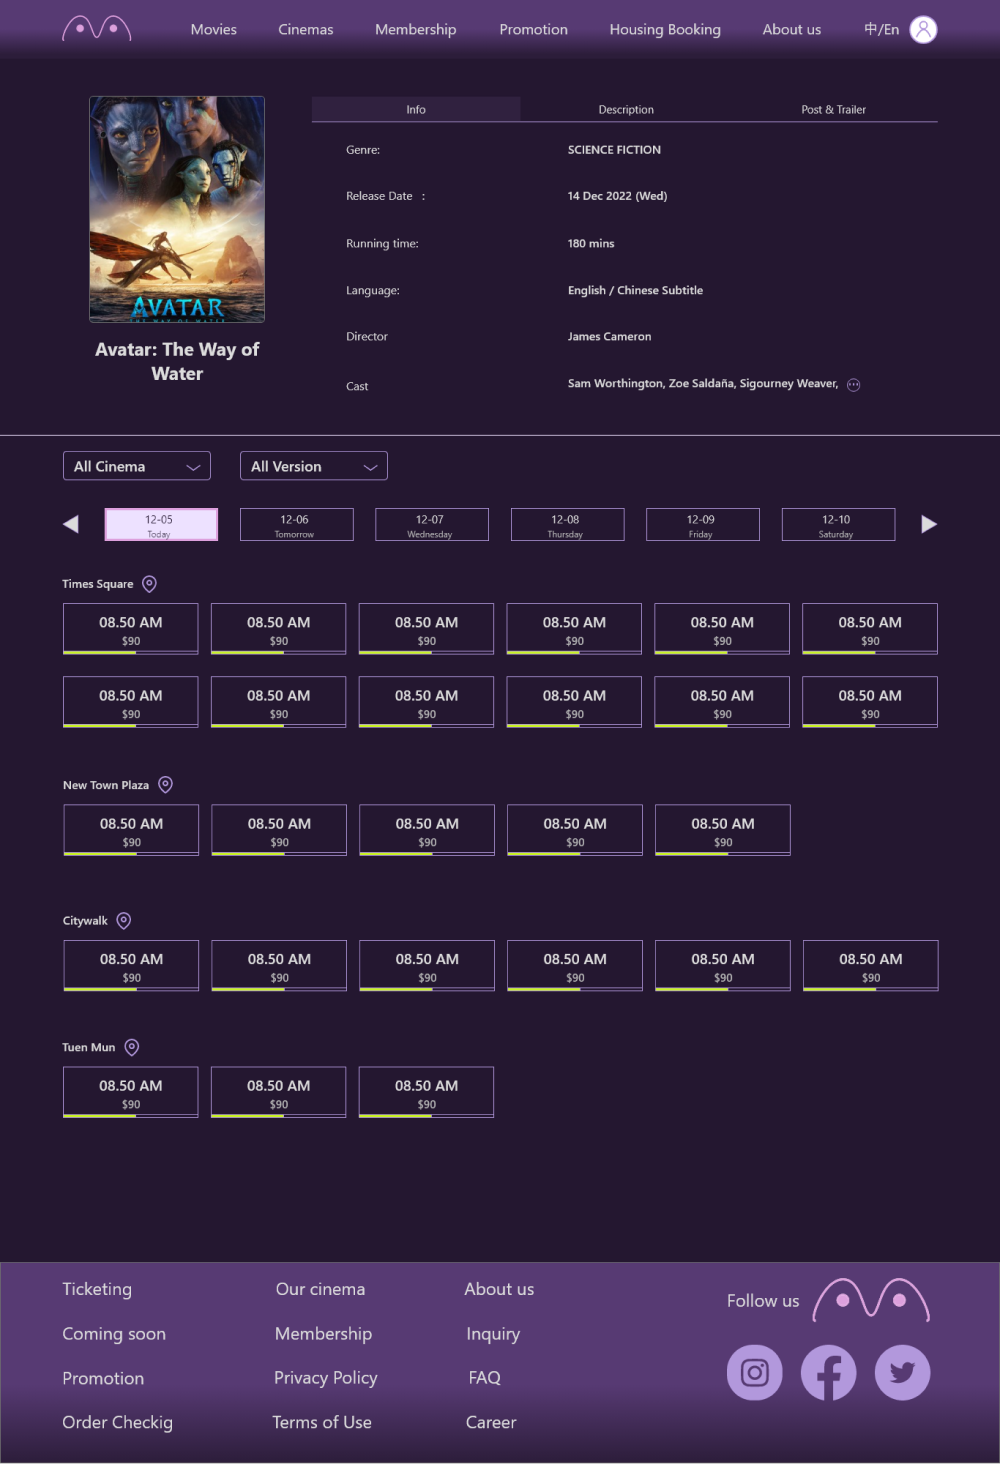 Movies Cinemas Membership Promotion Housing Booking About us 中/En
Info Description Post & Trailer
Genre: SCIENCE FICTION
Release Date : 14 Dec 2022 (Wed)
Running time: 180 mins
Language: English / Chinese Subtitle
Director James Cameron
Cast Sam Worthington, Zoe Saldaña, Sigourney Weaver,
AVATAR
THE WAY OF WATER
Avatar: The Way of
Water
All Cinema All Version
12-05 12-06 12-07 12-08 12-09 12-10
Today Tomorrow Wednesday Thursday Friday Saturday
Times Square
08.50 AM 08.50 AM 08.50 AM 08.50 AM 08.50 AM 08.50 AM
$90 $90 $90 $90 $90 $90
08.50 AM 08.50 AM 08.50 AM 08.50 AM 08.50 AM 08.50 AM
$90 $90 $90 $90 $90 $90
New Town Plaza
08.50 AM 08.50 AM 08.50 AM 08.50 AM 08.50 AM
$90 $90 $90 $90 $90
Citywalk
08.50 AM 08.50 AM 08.50 AM 08.50 AM 08.50 AM 08.50 AM
$90 $90 $90 $90 $90 $90
Tuen Mun
08.50 AM 08.50 AM 08.50 AM
$90 $90 $90
Ticketing Our cinema About us Follow us
Coming soon Membership Inquiry
Promotion Privacy Policy FAQ
Order Checkig Terms of Use Career